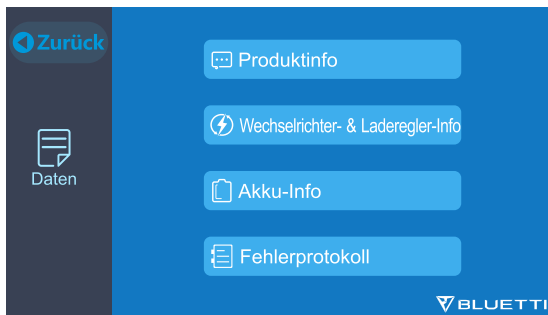 Zurück
Daten
Produktinfo
Wechselrichter- & Laderegler-Info
Akku-Info
Fehlerprotokoll
BLUETTI